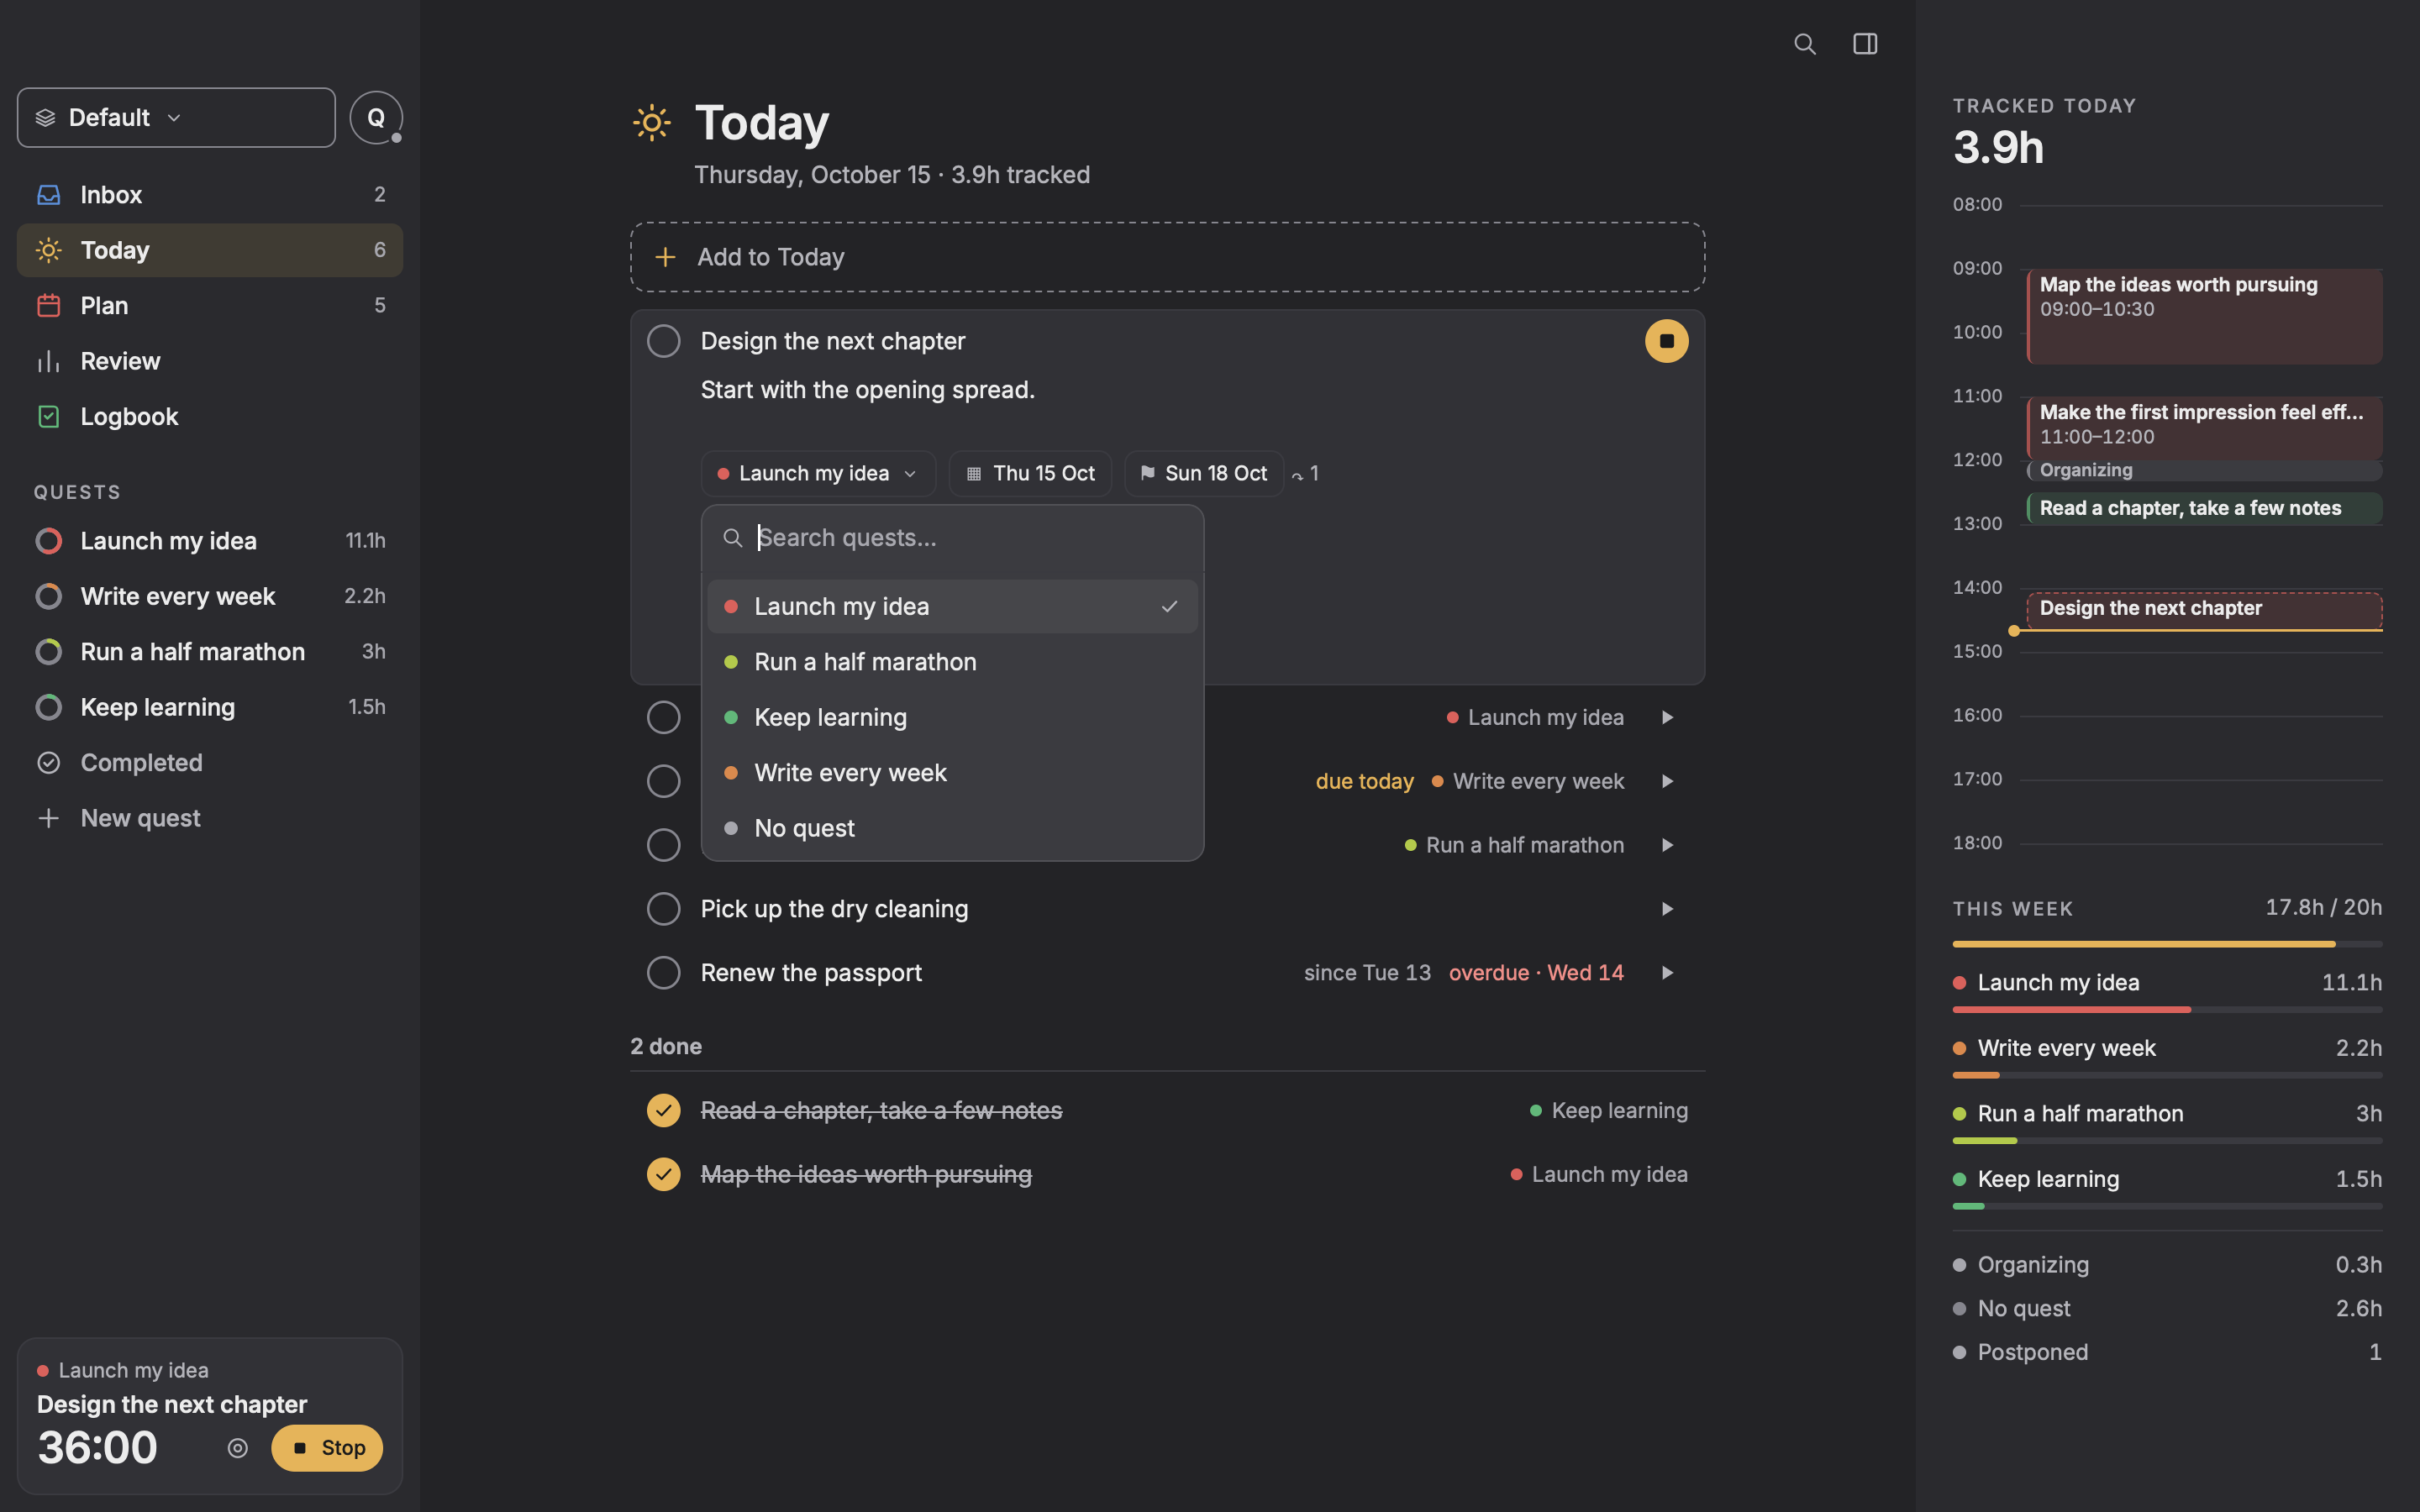 Default
Q
Inbox 2
Today 6
Plan 5
Review
Logbook
QUESTS
Launch my idea 11.1h
Write every week 2.2h
Run a half marathon 3h
Keep learning 1.5h
Completed
New quest
Launch my idea
Design the next chapter
36:00 Stop
Today
Thursday, October 15 · 3.9h tracked
Add to Today
Design the next chapter
Start with the opening spread.
Launch my idea Thu 15 Oct Sun 18 Oct 1
Search quests...
Launch my idea
Run a half marathon
Keep learning
Write every week
No quest
Launch my idea
due today Write every week
Run a half marathon
Pick up the dry cleaning
Renew the passport since Tue 13 overdue · Wed 14
2 done
Read a chapter, take a few notes Keep learning
Map the ideas worth pursuing Launch my idea
TRACKED TODAY
3.9h
08:00
09:00
Map the ideas worth pursuing
09:00–10:30
10:00
11:00
Make the first impression feel eff...
11:00–12:00
12:00
Organizing
Read a chapter, take a few notes
13:00
14:00
Design the next chapter
15:00
16:00
17:00
18:00
THIS WEEK 17.8h / 20h
Launch my idea 11.1h
Write every week 2.2h
Run a half marathon 3h
Keep learning 1.5h
Organizing 0.3h
No quest 2.6h
Postponed 1